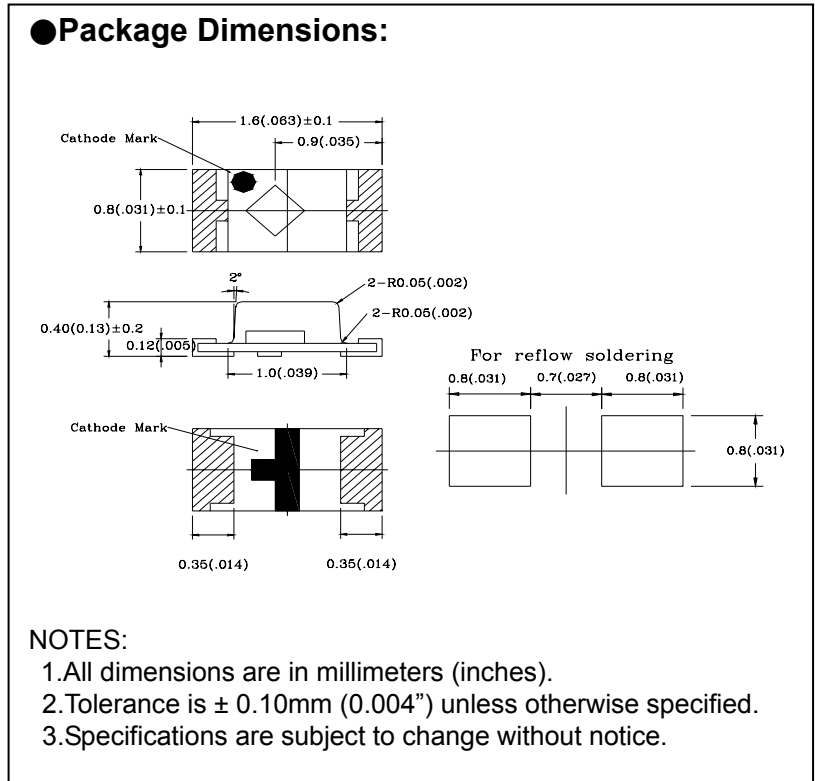 ●Package Dimensions:
1.6(.063)±0.1
Cathode Mark
0.9(.035)
0.8(.031)±0.1
2°
2-R0.05(.002)
2-R0.05(.002)
0.40(0.13)±0.2
0.12(.005)
1.0(.039)
For reflow soldering
0.8(.031) 0.7(.027) 0.8(.031)
0.8(.031)
Cathode Mark
0.35(.014) 0.35(.014)
NOTES:
1.All dimensions are in millimeters (inches).
2.Tolerance is ± 0.10mm (0.004”) unless otherwise specified.
3.Specifications are subject to change without notice.